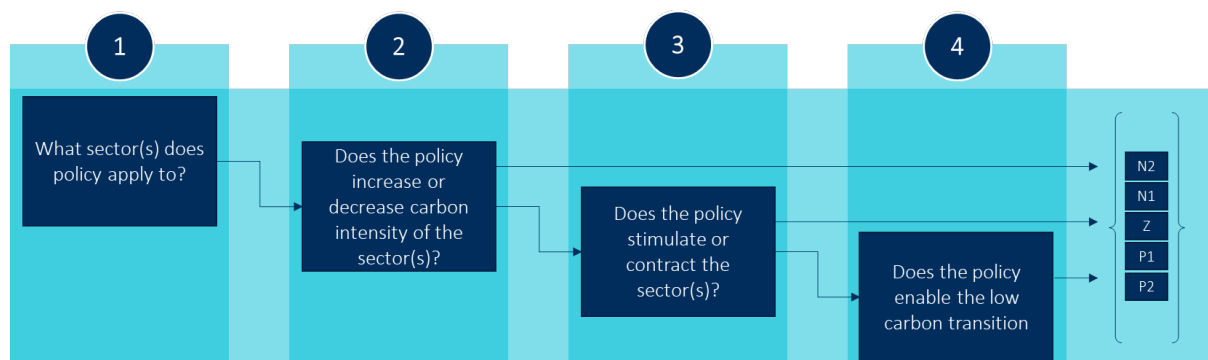 1
2
3
4
What sector(s) does
policy apply to?
Does the policy
increase or
decrease carbon
intensity of the
sector(s)?
Does the policy
stimulate or
contract the
sector(s)?
Does the policy
enable the low
carbon transition
N2
N1
Z
P1
P2